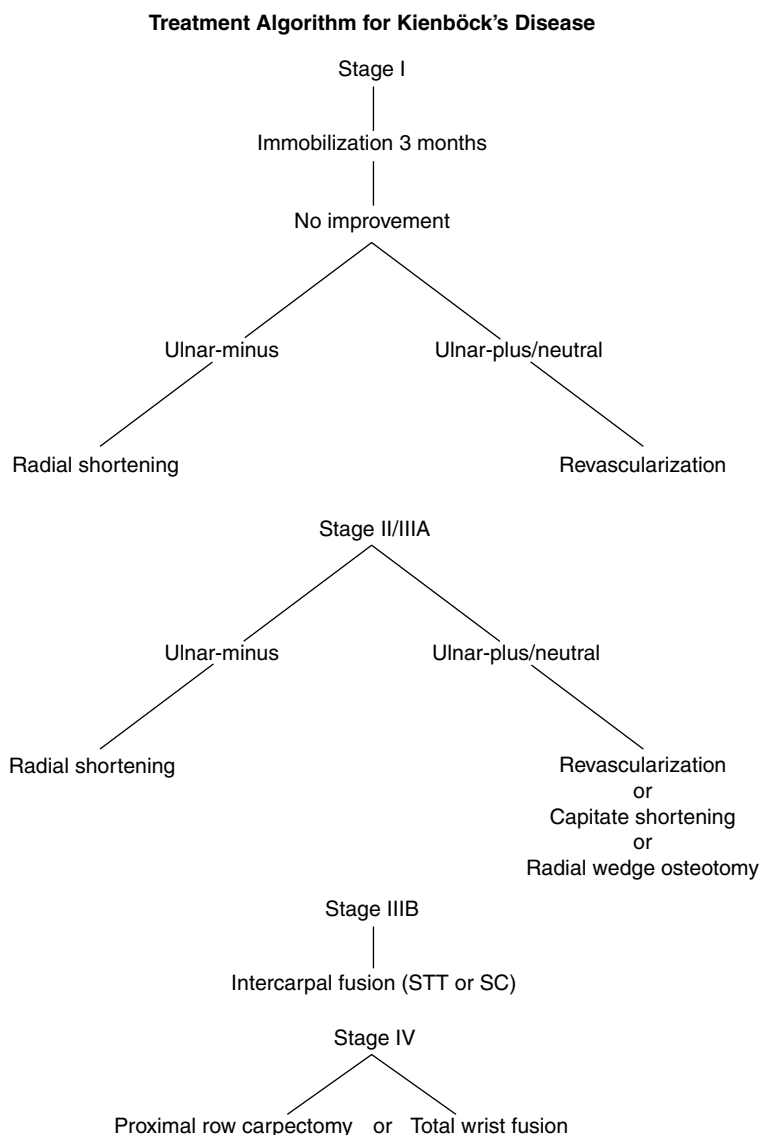 Treatment Algorithm for Kienböck's Disease
Stage I
Immobilization 3 months
No improvement
Ulnar-minus
Ulnar-plus/neutral
Radial shortening
Revascularization
Stage II/IIIA
Ulnar-minus
Ulnar-plus/neutral
Radial shortening
Revascularization
or
Capitate shortening
or
Radial wedge osteotomy
Stage IIIB
Intercarpal fusion (STT or SC)
Stage IV
Proximal row carpectomy or Total wrist fusion